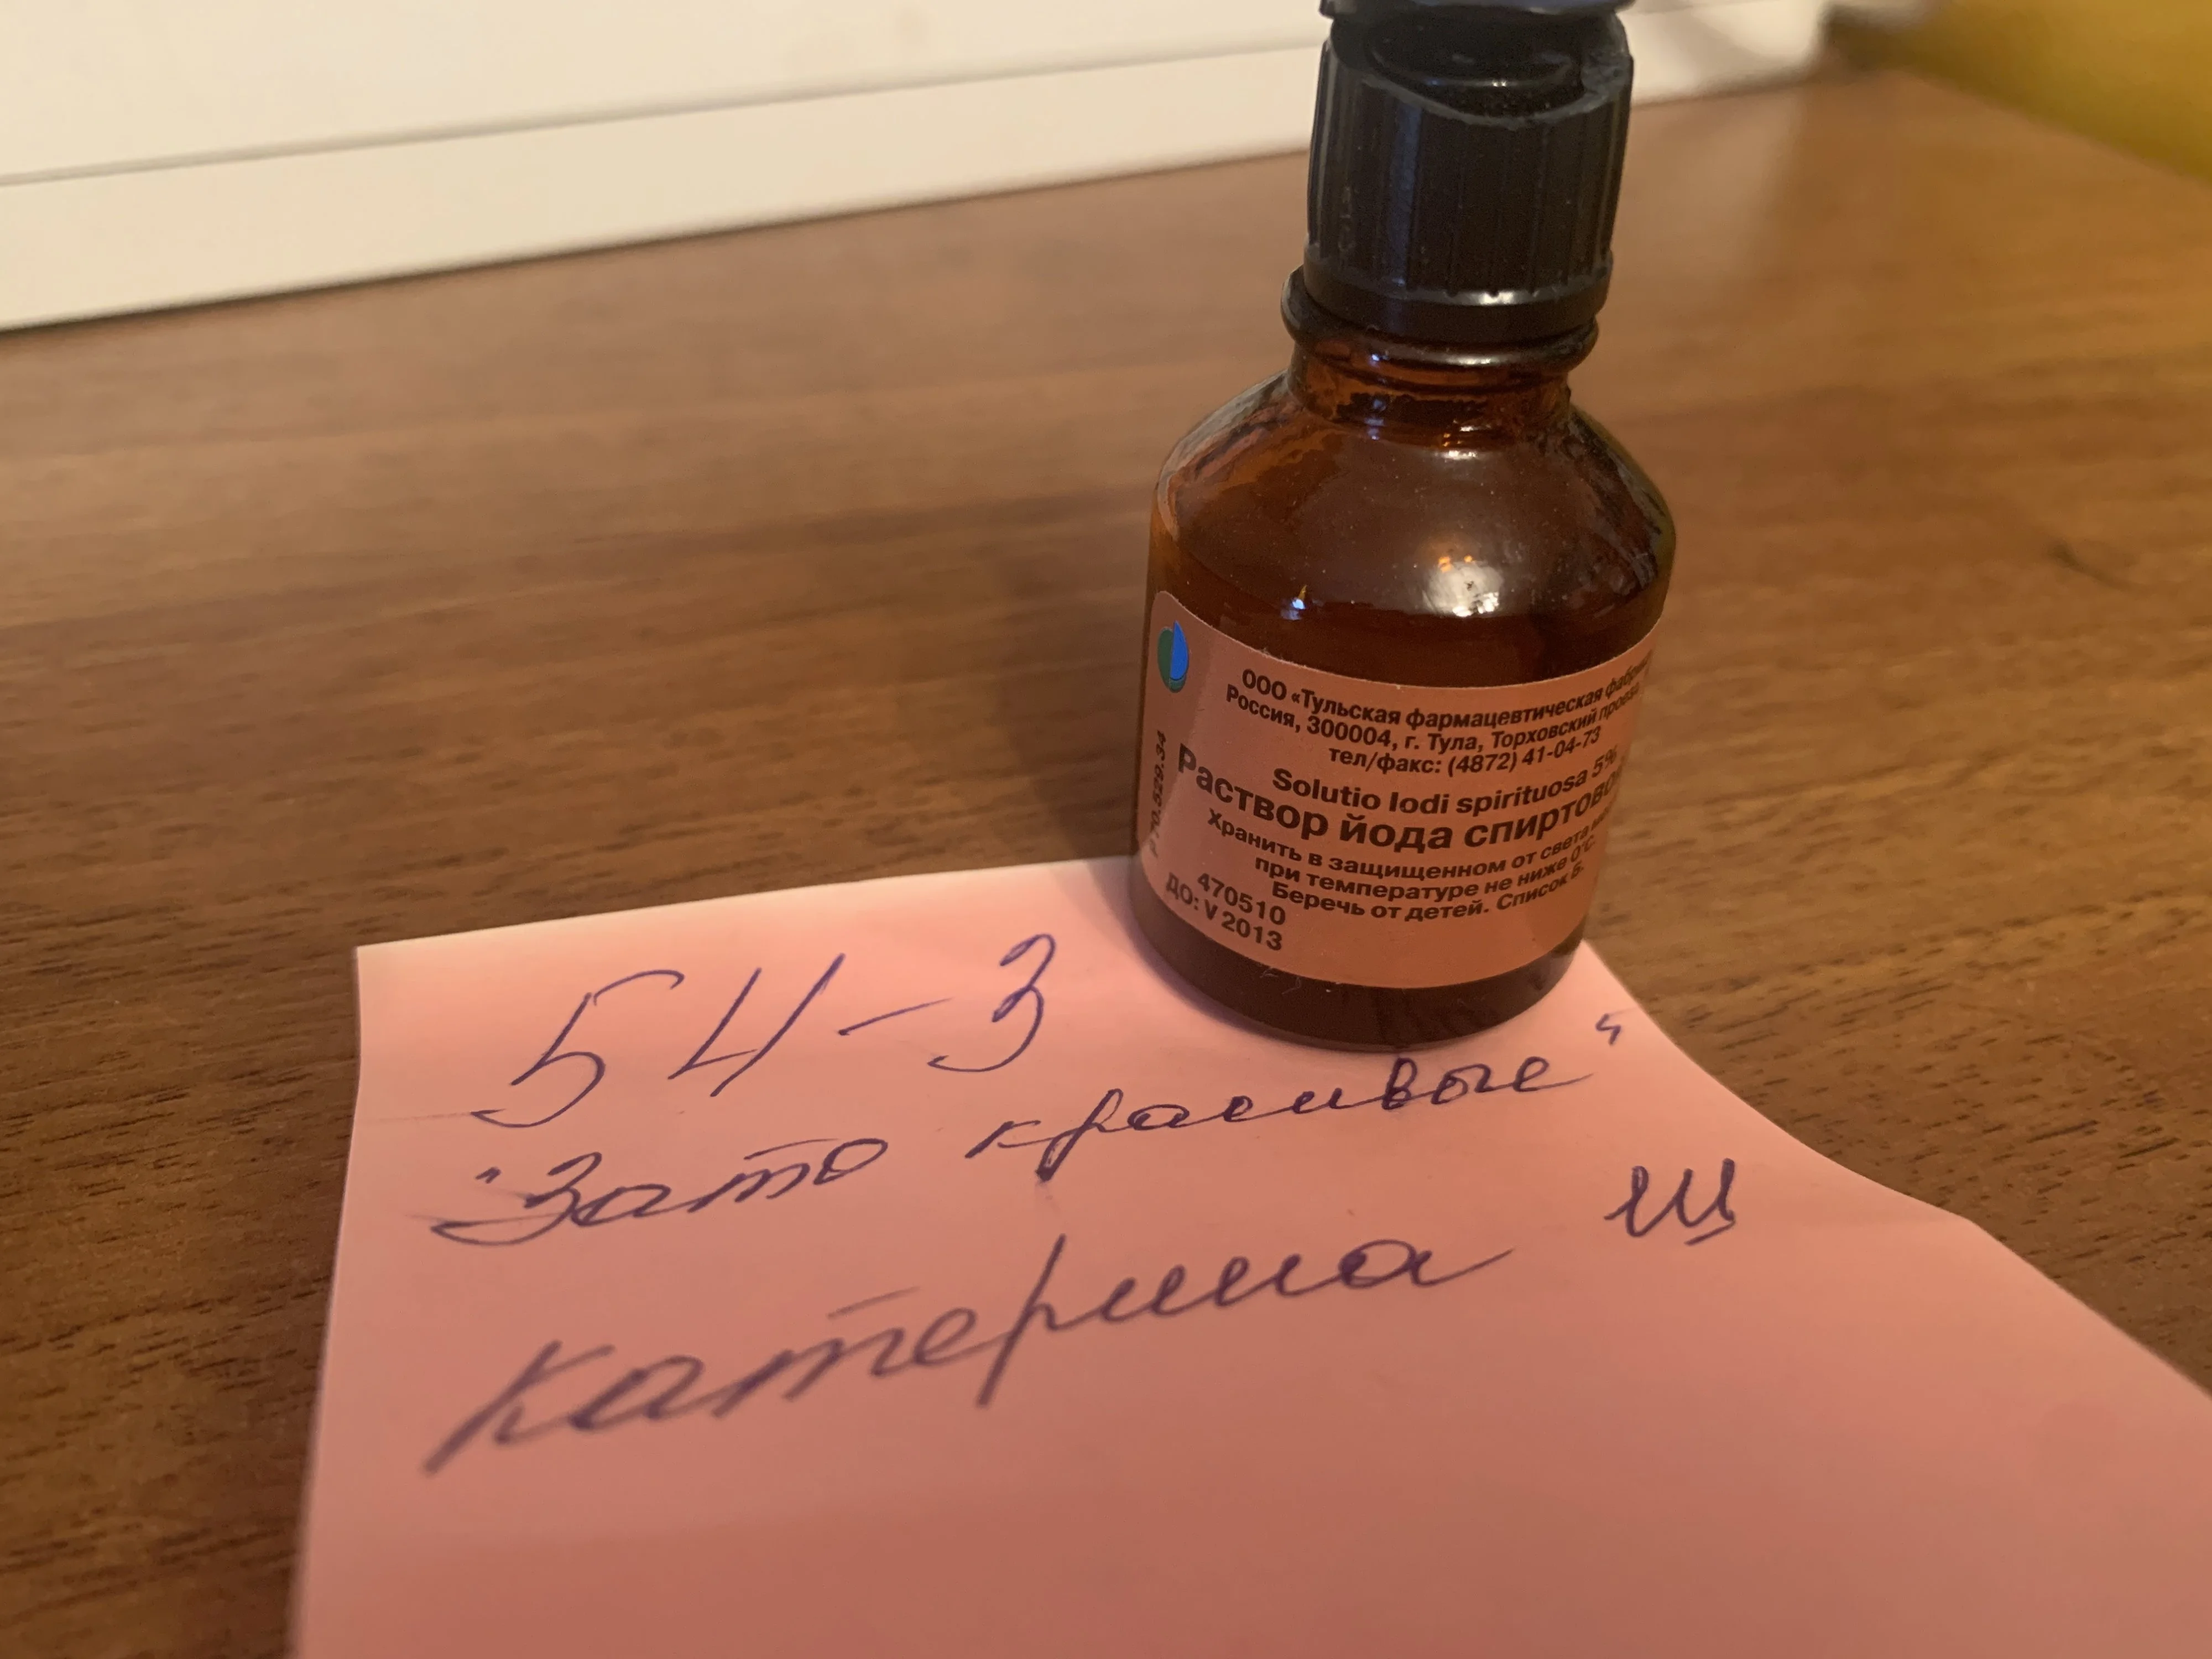 ООО «Тульская фармацевтическая
Россия, 300004, г. Тула, Торховский
тел/факс: (4872) 41-04-73
Solutio Iodi spirituosa 5%
Раствор йода
Хранить в защищенном от света
при температуре не ниже 0°С.
Беречь от детей. Список Б.
470510
ДО: V 2013
54-3
"Зато красивые"
Катерина Щ